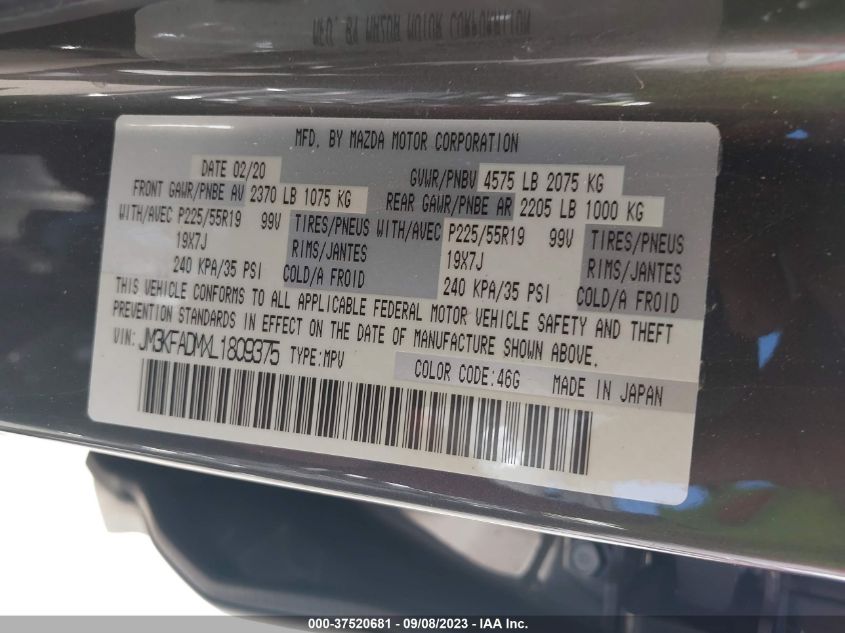 MFD. BY MAZDA MOTOR CORPORATION
DATE 02/20
GVWR/PNBV 4575 LB 2075 KG
FRONT GAWR/PNBE AV 2370 LB 1075 KG
REAR GAWR/PNBE AR 2205 LB 1000 KG
WITH/AVEC P225/55R19 99V TIRES/PNEUS WITH/AVEC P225/55R19 99V TIRES/PNEUS
19X7J RIMS/JANTES 19X7J RIMS/JANTES
240 KPA/35 PSI COLD/A FROID 240 KPA/35 PSI COLD/A FROID
THIS VEHICLE CONFORMS TO ALL APPLICABLE FEDERAL MOTOR VEHICLE SAFETY AND THEFT
PREVENTION STANDARDS IN EFFECT ON THE DATE OF MANUFACTURE SHOWN ABOVE.
VIN: JM3KFADMXL1809375 TYPE:MPV
COLOR CODE:46G MADE IN JAPAN
000-37520681 - 09/08/2023 - IAA Inc.